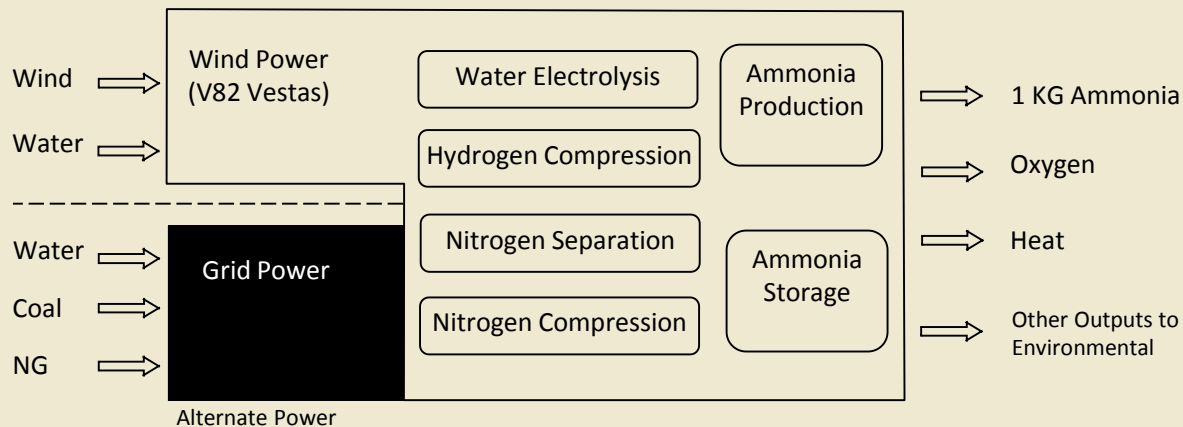 Wind
Water
Wind Power
(V82 Vestas)
Water
Coal
NG
Grid Power
Alternate Power
Water Electrolysis
Hydrogen Compression
Nitrogen Separation
Nitrogen Compression
Ammonia
Production
Ammonia
Storage
1 KG Ammonia
Oxygen
Heat
Other Outputs to
Environmental